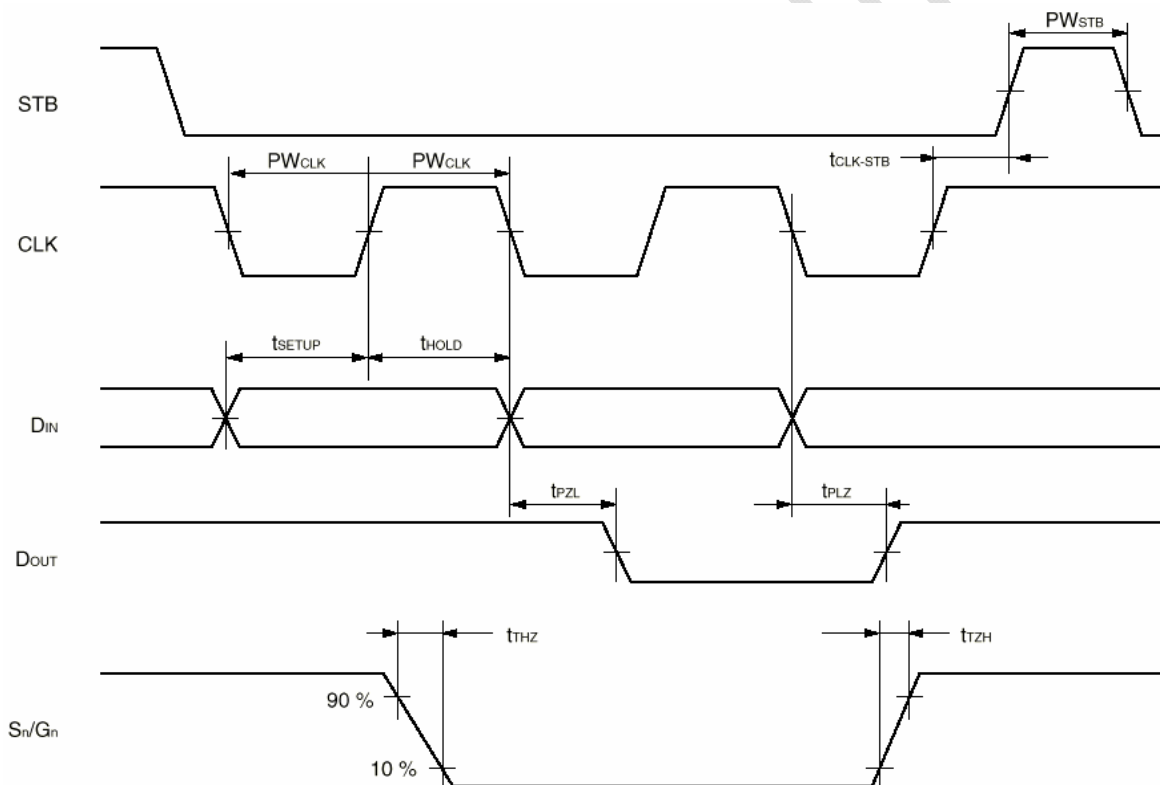 PWSTB
STB
PWCLK PWCLK
tCLK-STB
CLK
tSETUP tHOLD
DIN
tPZL tPLZ
DOUT
tTHZ tTZH
90 %
Sn/Gn
10 %